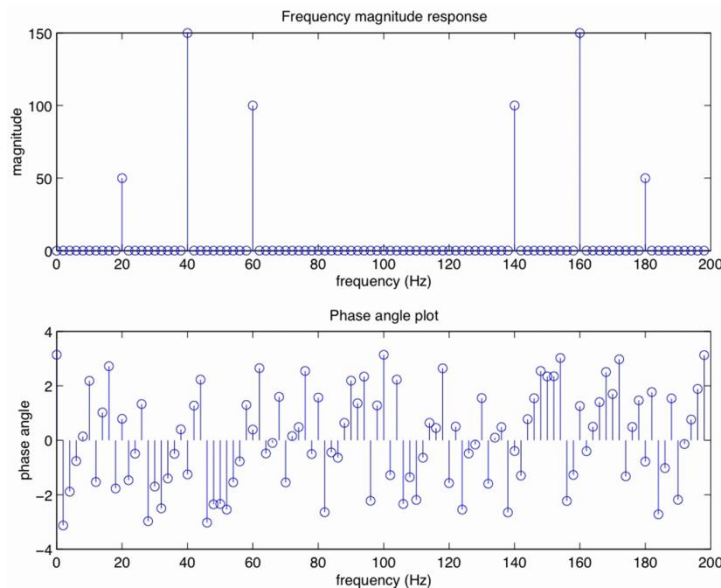 Frequency magnitude response
150
100
50
0
magnitude
0 20 40 60 80 100 120 140 160 180 200
frequency (Hz)
Phase angle plot
4
2
0
−2
−4
phase angle
0 20 40 60 80 100 120 140 160 180 200
frequency (Hz)